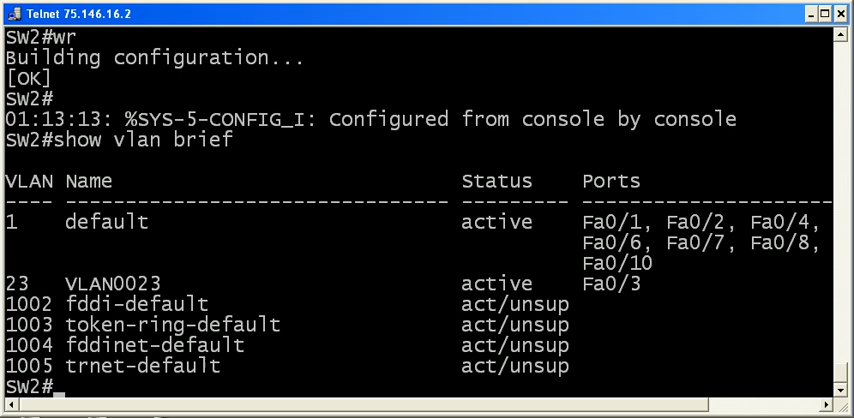 Telnet 75.146.16.2
SW2#wr
Building configuration...
[OK]
SW2#
01:13:13: %SYS-5-CONFIG_I: Configured from console by console
SW2#show vlan brief
VLAN Name                             Status    Ports
---- -------------------------------- --------- ---------------------
1    default                          active    Fa0/1, Fa0/2, Fa0/4,
                                                Fa0/6, Fa0/7, Fa0/8,
                                                Fa0/10
23   VLAN0023                         active    Fa0/3
1002 fddi-default                     act/unsup
1003 token-ring-default               act/unsup
1004 fddinet-default                  act/unsup
1005 trnet-default                    act/unsup
SW2#